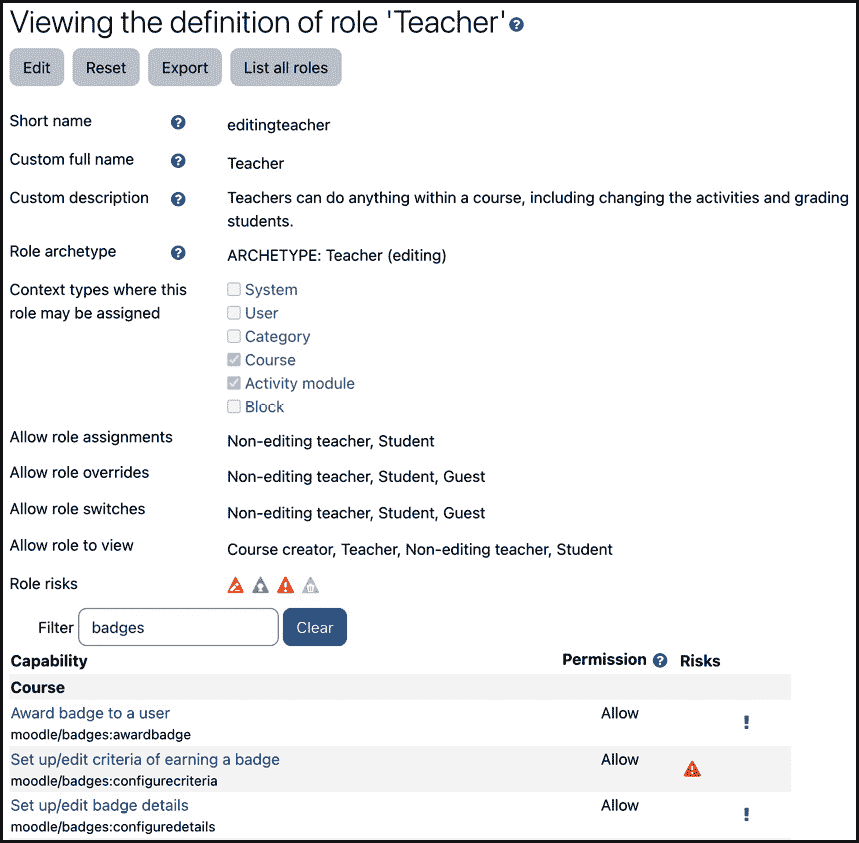 Viewing the definition of role 'Teacher'
Edit Reset Export List all roles
Short name editingteacher
Custom full name Teacher
Custom description Teachers can do anything within a course, including changing the activities and grading
students.
Role archetype ARCHETYPE: Teacher (editing)
Context types where this System
role may be assigned User
Category
Course
Activity module
Block
Allow role assignments Non-editing teacher, Student
Allow role overrides Non-editing teacher, Student, Guest
Allow role switches Non-editing teacher, Student, Guest
Allow role to view Course creator, Teacher, Non-editing teacher, Student
Role risks
Filter badges Clear
Capability Permission Risks
Course
Award badge to a user Allow
moodle/badges:awardbadge
Set up/edit criteria of earning a badge Allow
moodle/badges:configurecriteria
Set up/edit badge details Allow
moodle/badges:configuredetails